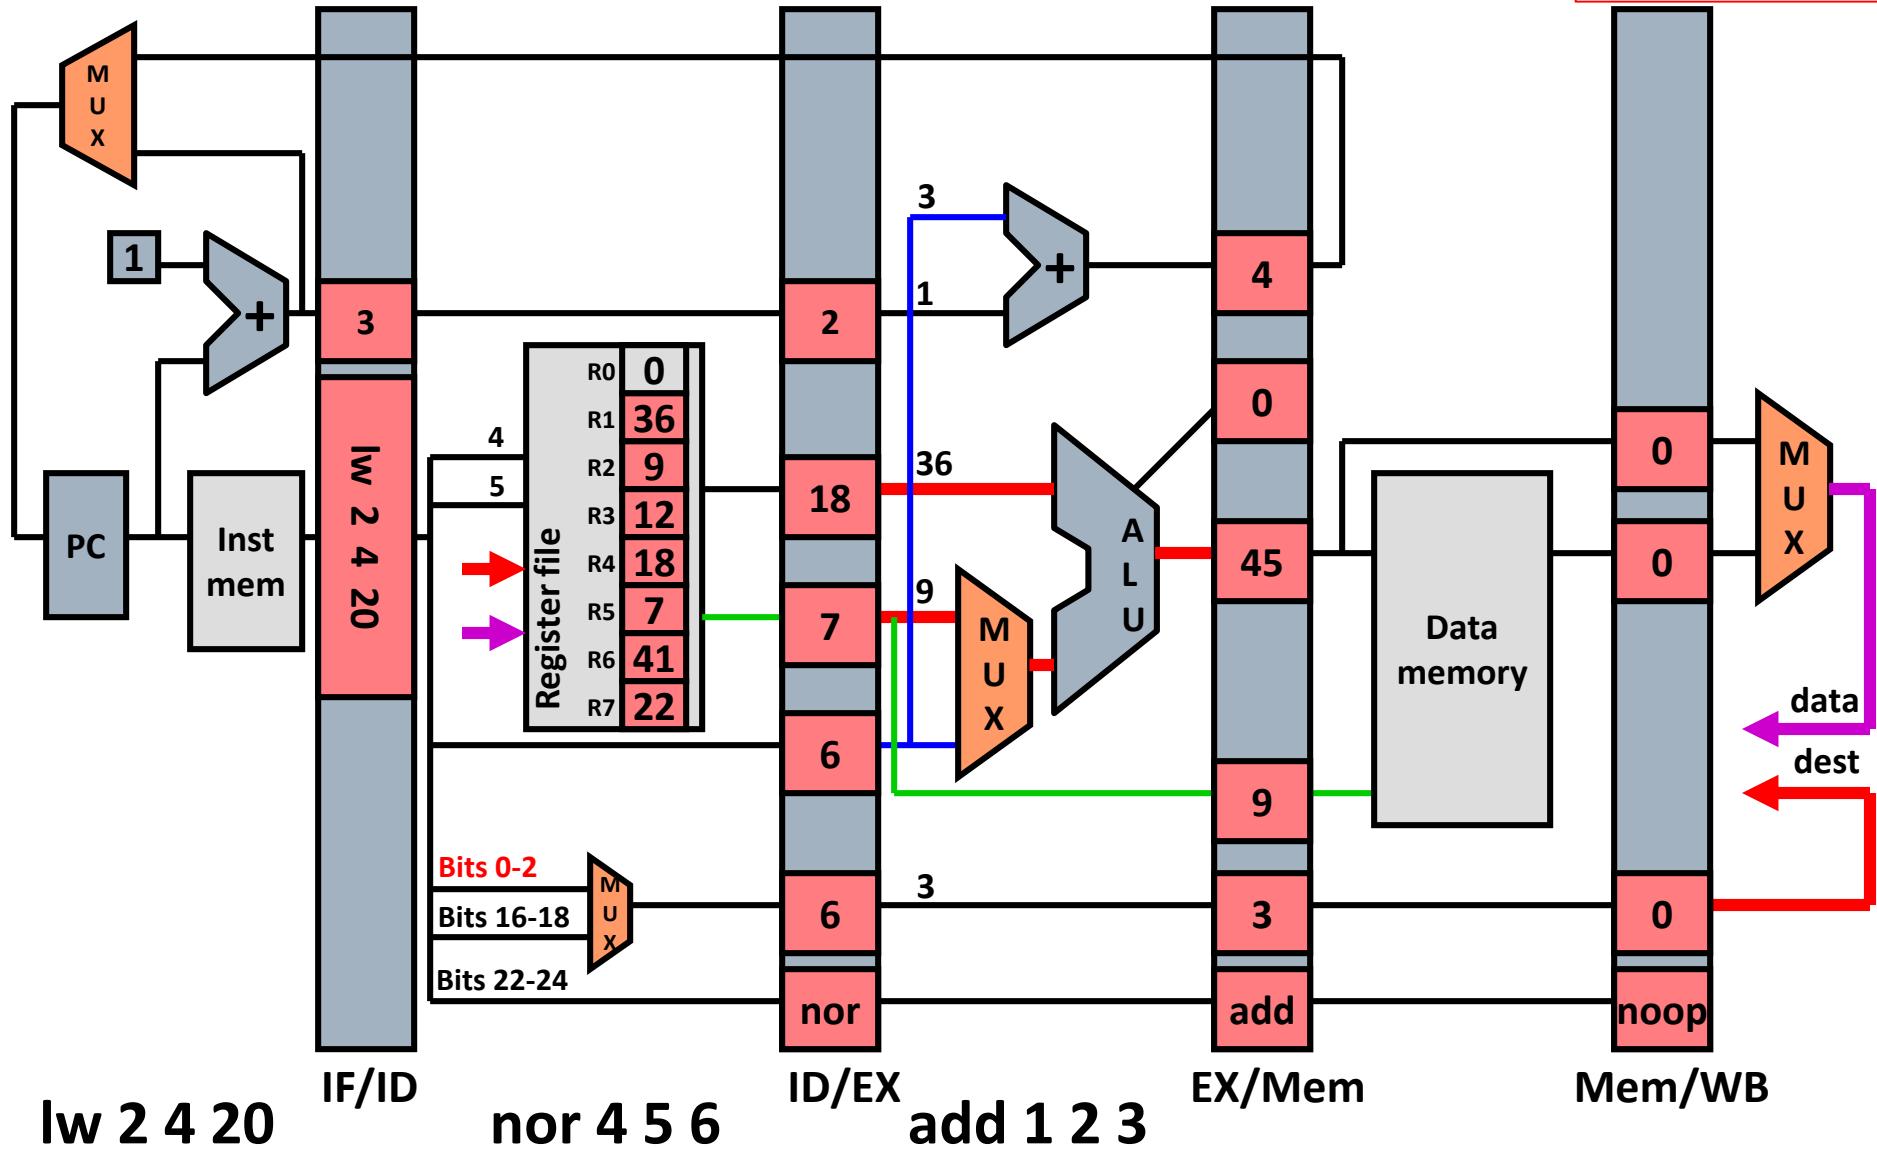 M
U
X
1
+
3
PC
Inst
mem
lw 2 4 20
4
5
Register file
R0 0
R1 36
R2 9
R3 12
R4 18
R5 7
R6 41
R7 22
Bits 0-2
Bits 16-18
Bits 22-24
M
U
X
2
18
7
6
6
nor
3
1
36
9
3
+
M
U
X
A
L
U
4
0
45
9
3
add
Data
memory
0
0
0
noop
M
U
X
data
dest
IF/ID
ID/EX
EX/Mem
Mem/WB
lw 2 4 20
nor 4 5 6
add 1 2 3